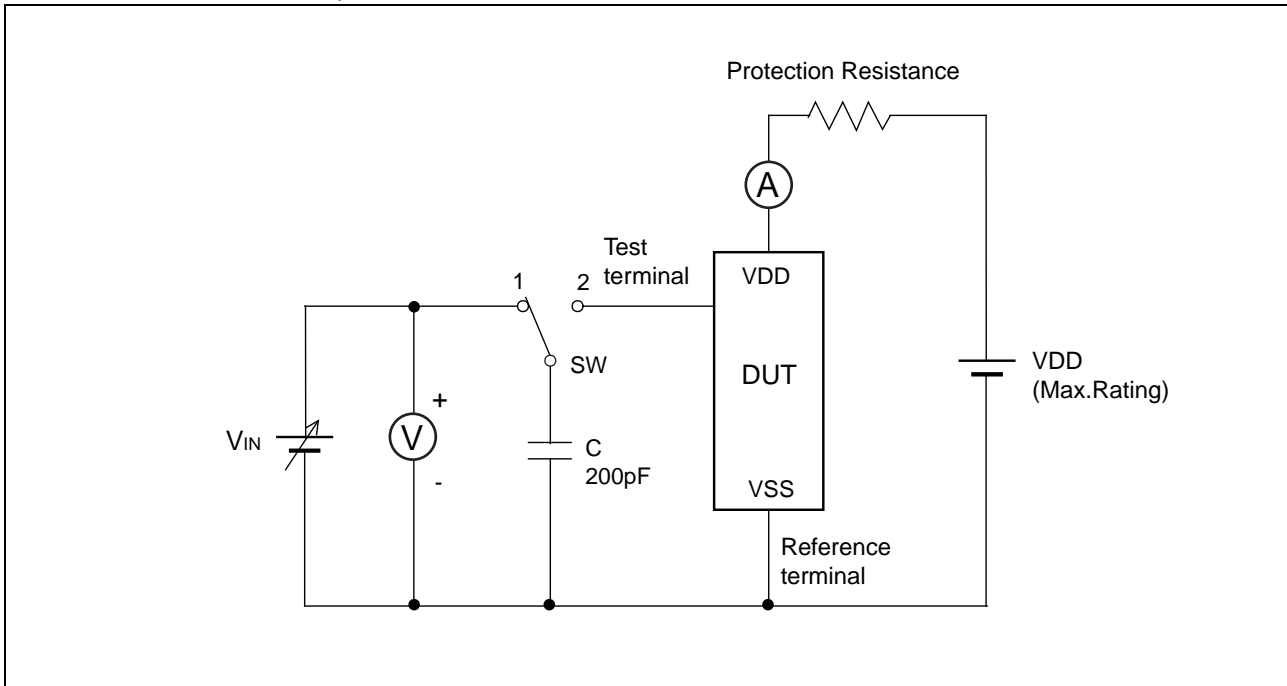 Protection Resistance
A
Test
terminal
VDD
1
2
SW
DUT
VDD
(Max.Rating)
VIN
+
V
-
C
200pF
VSS
Reference
terminal